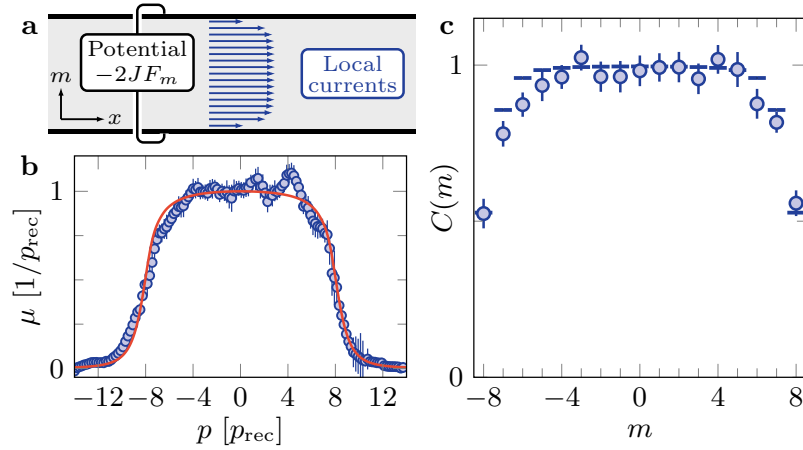 a
Potential
−2JFₘ
Local
currents
m
x
b
μ [1/p_rec]
1
0
−12 −8 −4 0 4 8 12
p [p_rec]
c
C(m)
1
0
−8 −4 0 4 8
m